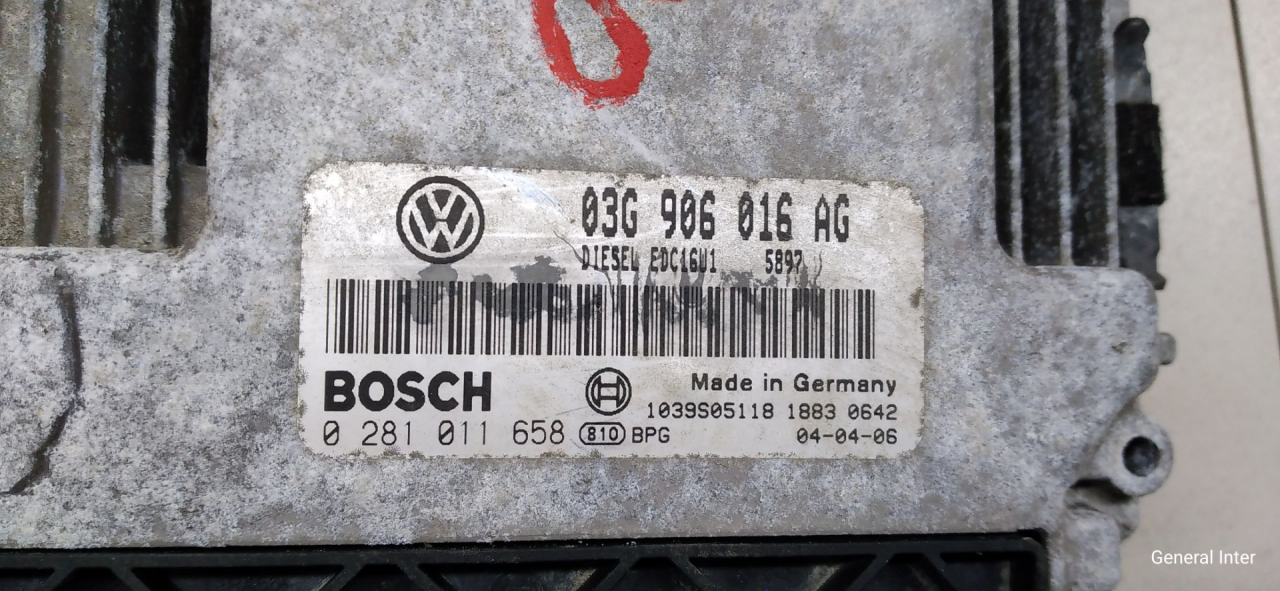 03G 906 016 AG
DIESEL EDC16U1 5897
BOSCH
Made in Germany
1039S05118 1883 0642
0 281 011 658 810 BPG 04-04-06
General Inter